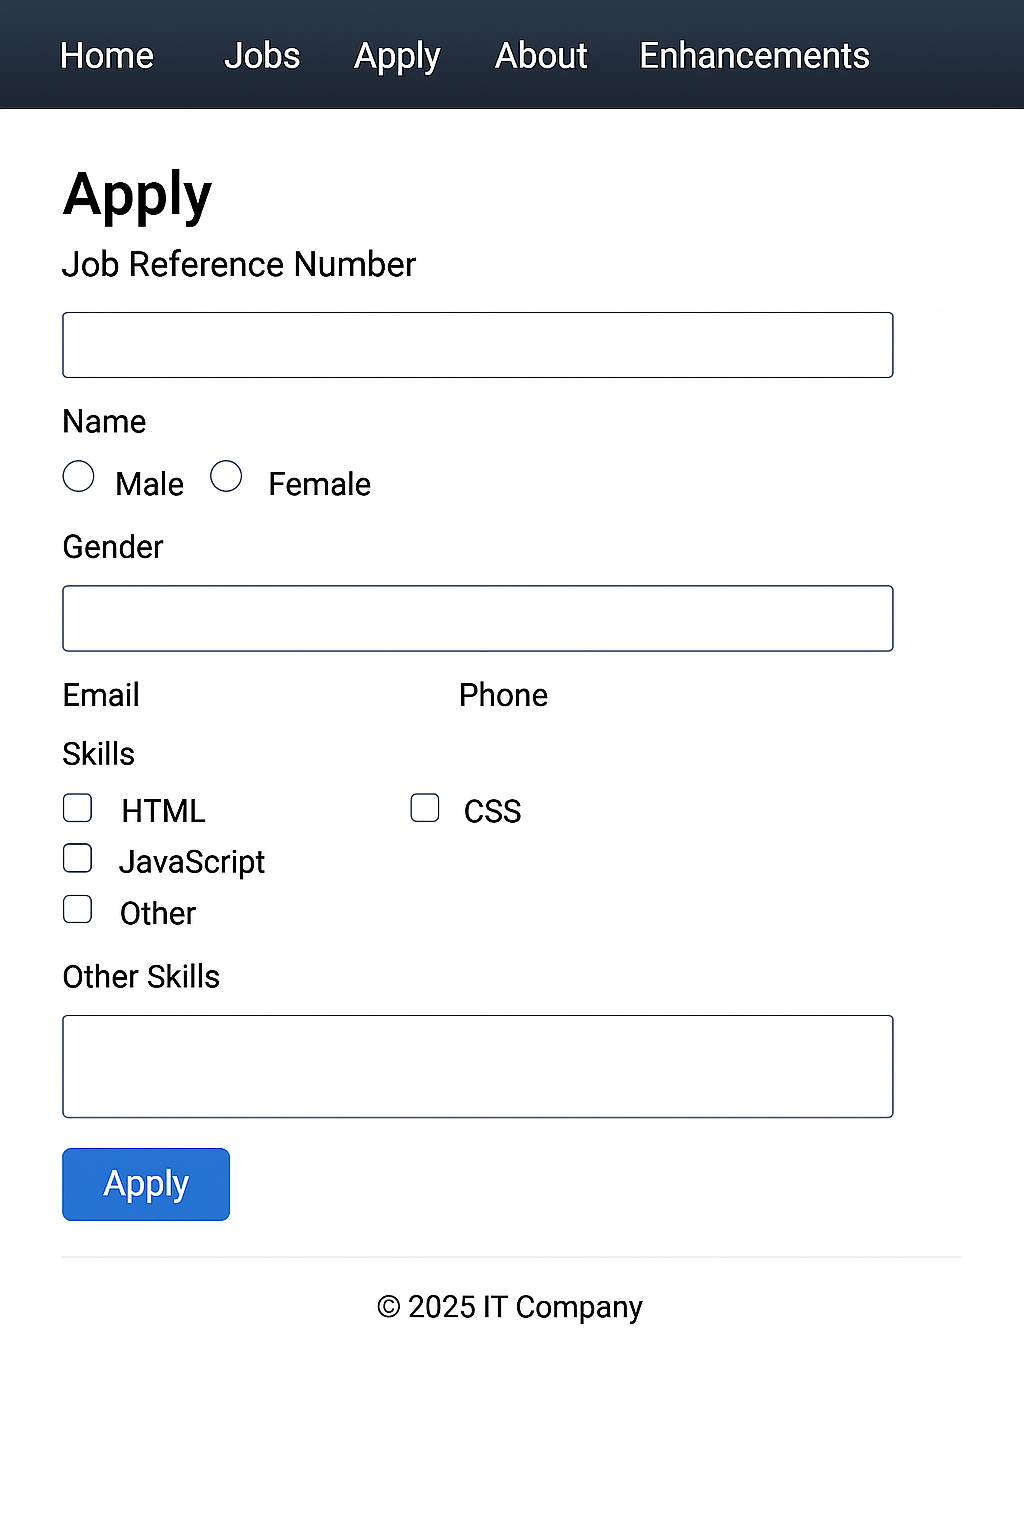 Home Jobs Apply About Enhancements
Apply
Job Reference Number
Name
Male Female
Gender
Email Phone
Skills
HTML CSS
JavaScript
Other
Other Skills
Apply
© 2025 IT Company